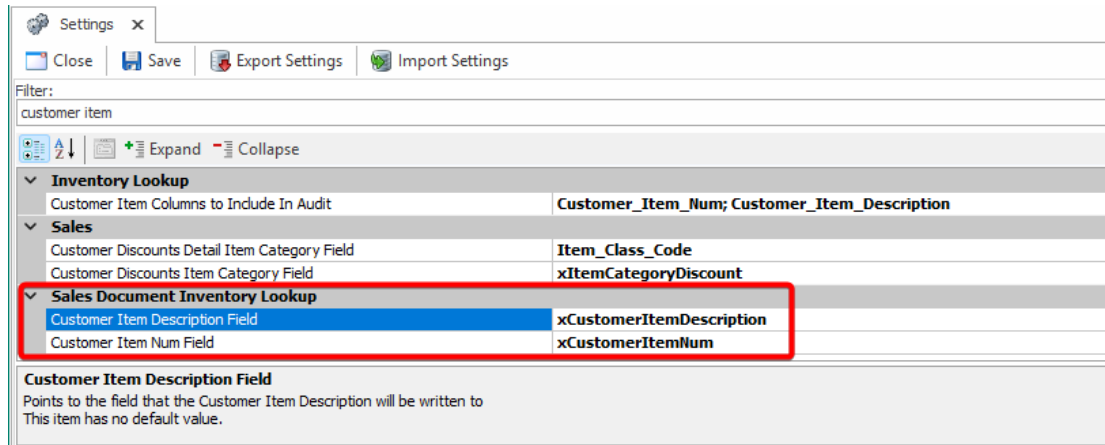 Settings x
Close Save Export Settings Import Settings
Filter:
customer item
Expand Collapse
Inventory Lookup
Customer Item Columns to Include In Audit Customer_Item_Num; Customer_Item_Description
Sales
Customer Discounts Detail Item Category Field Item_Class_Code
Customer Discounts Item Category Field xItemCategoryDiscount
Sales Document Inventory Lookup
Customer Item Description Field xCustomerItemDescription
Customer Item Num Field xCustomerItemNum
Customer Item Description Field
Points to the field that the Customer Item Description will be written to
This item has no default value.